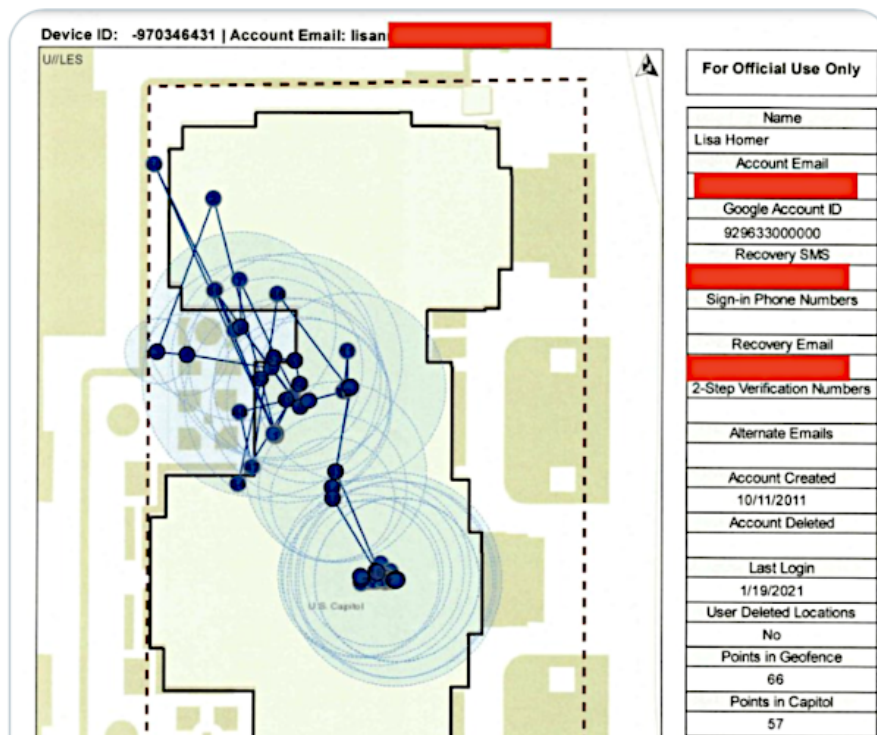 Device ID: -970346431 | Account Email: lisan
U//LES
For Official Use Only
Name
Lisa Homer
Account Email
Google Account ID
929633000000
Recovery SMS
Sign-in Phone Numbers
Recovery Email
2-Step Verification Numbers
Alternate Emails
Account Created
10/11/2011
Account Deleted
Last Login
1/19/2021
User Deleted Locations
No
Points in Geofence
66
Points in Capitol
57
U.S. Capitol